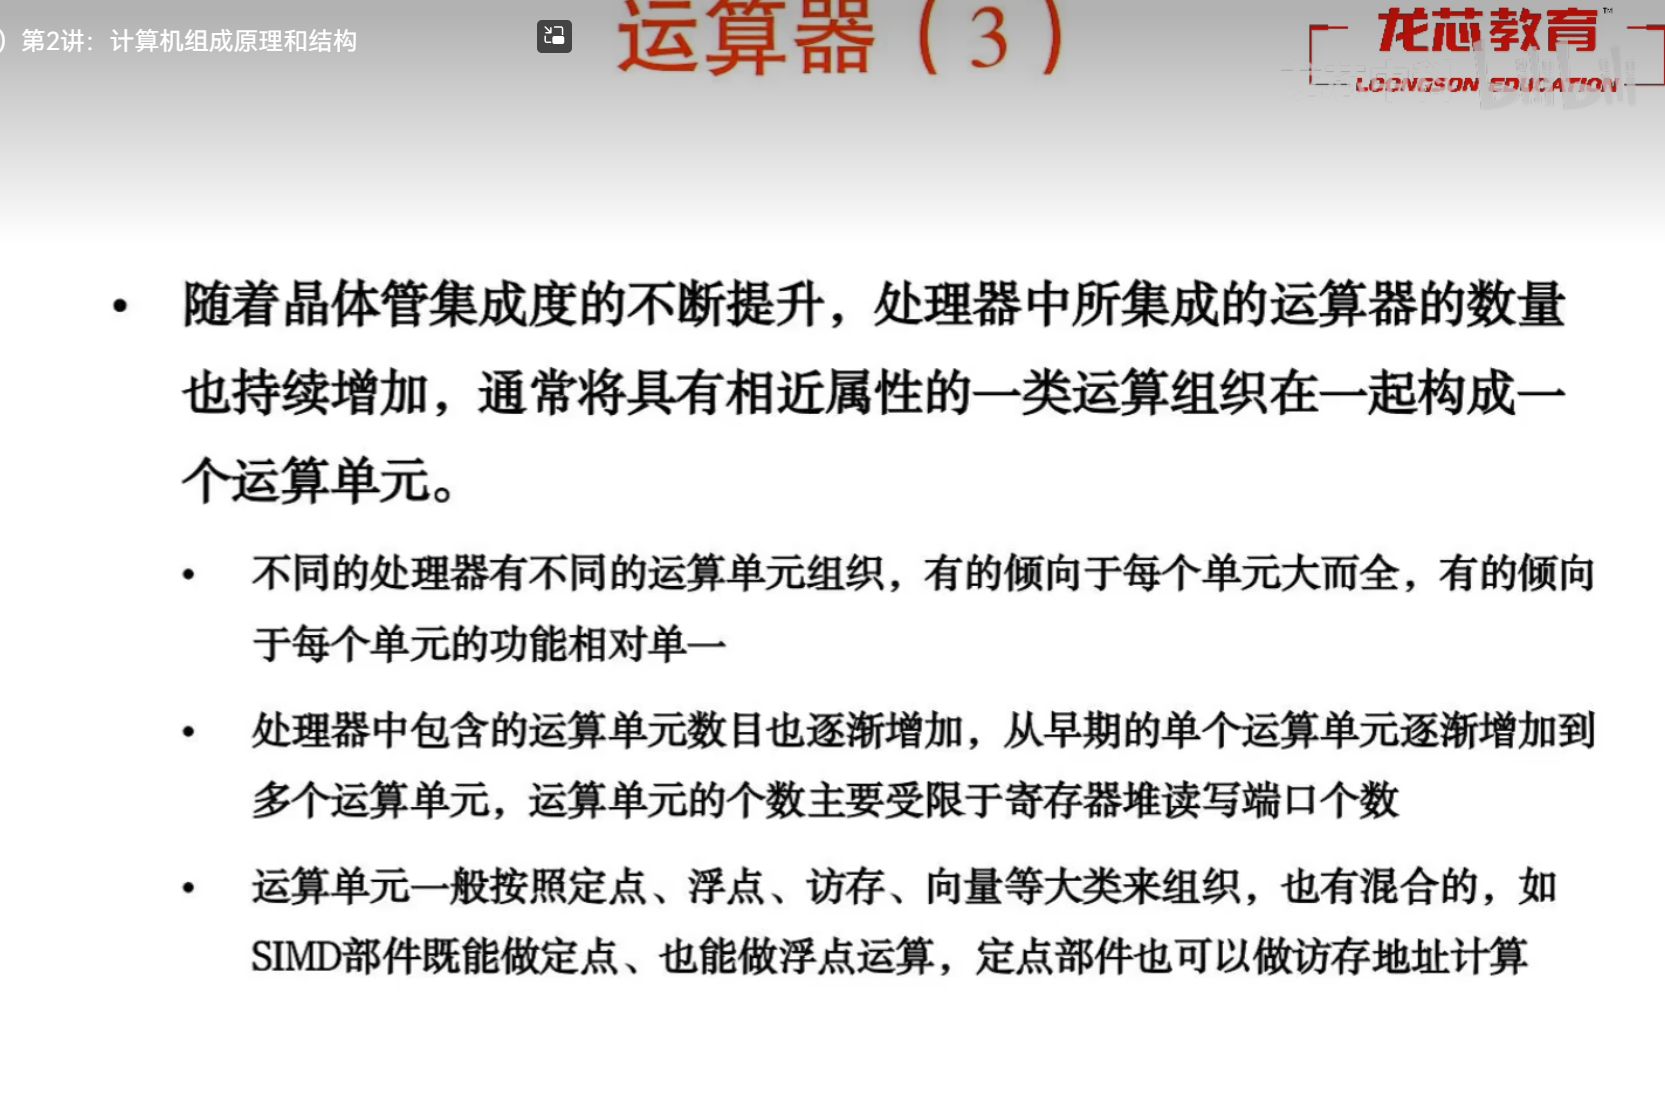 ）第2讲：计算机组成原理和结构
运算器（3）
龙芯教育™
LOONGSON EDUCATION
bilibili
• 随着晶体管集成度的不断提升，处理器中所集成的运算器的数量
也持续增加，通常将具有相近属性的一类运算组织在一起构成一
个运算单元。
• 不同的处理器有不同的运算单元组织，有的倾向于每个单元大而全，有的倾向
于每个单元的功能相对单一
• 处理器中包含的运算单元数目也逐渐增加，从早期的单个运算单元逐渐增加到
多个运算单元，运算单元的个数主要受限于寄存器堆读写端口个数
• 运算单元一般按照定点、浮点、访存、向量等大类来组织，也有混合的，如
SIMD部件既能做定点、也能做浮点运算，定点部件也可以做访存地址计算